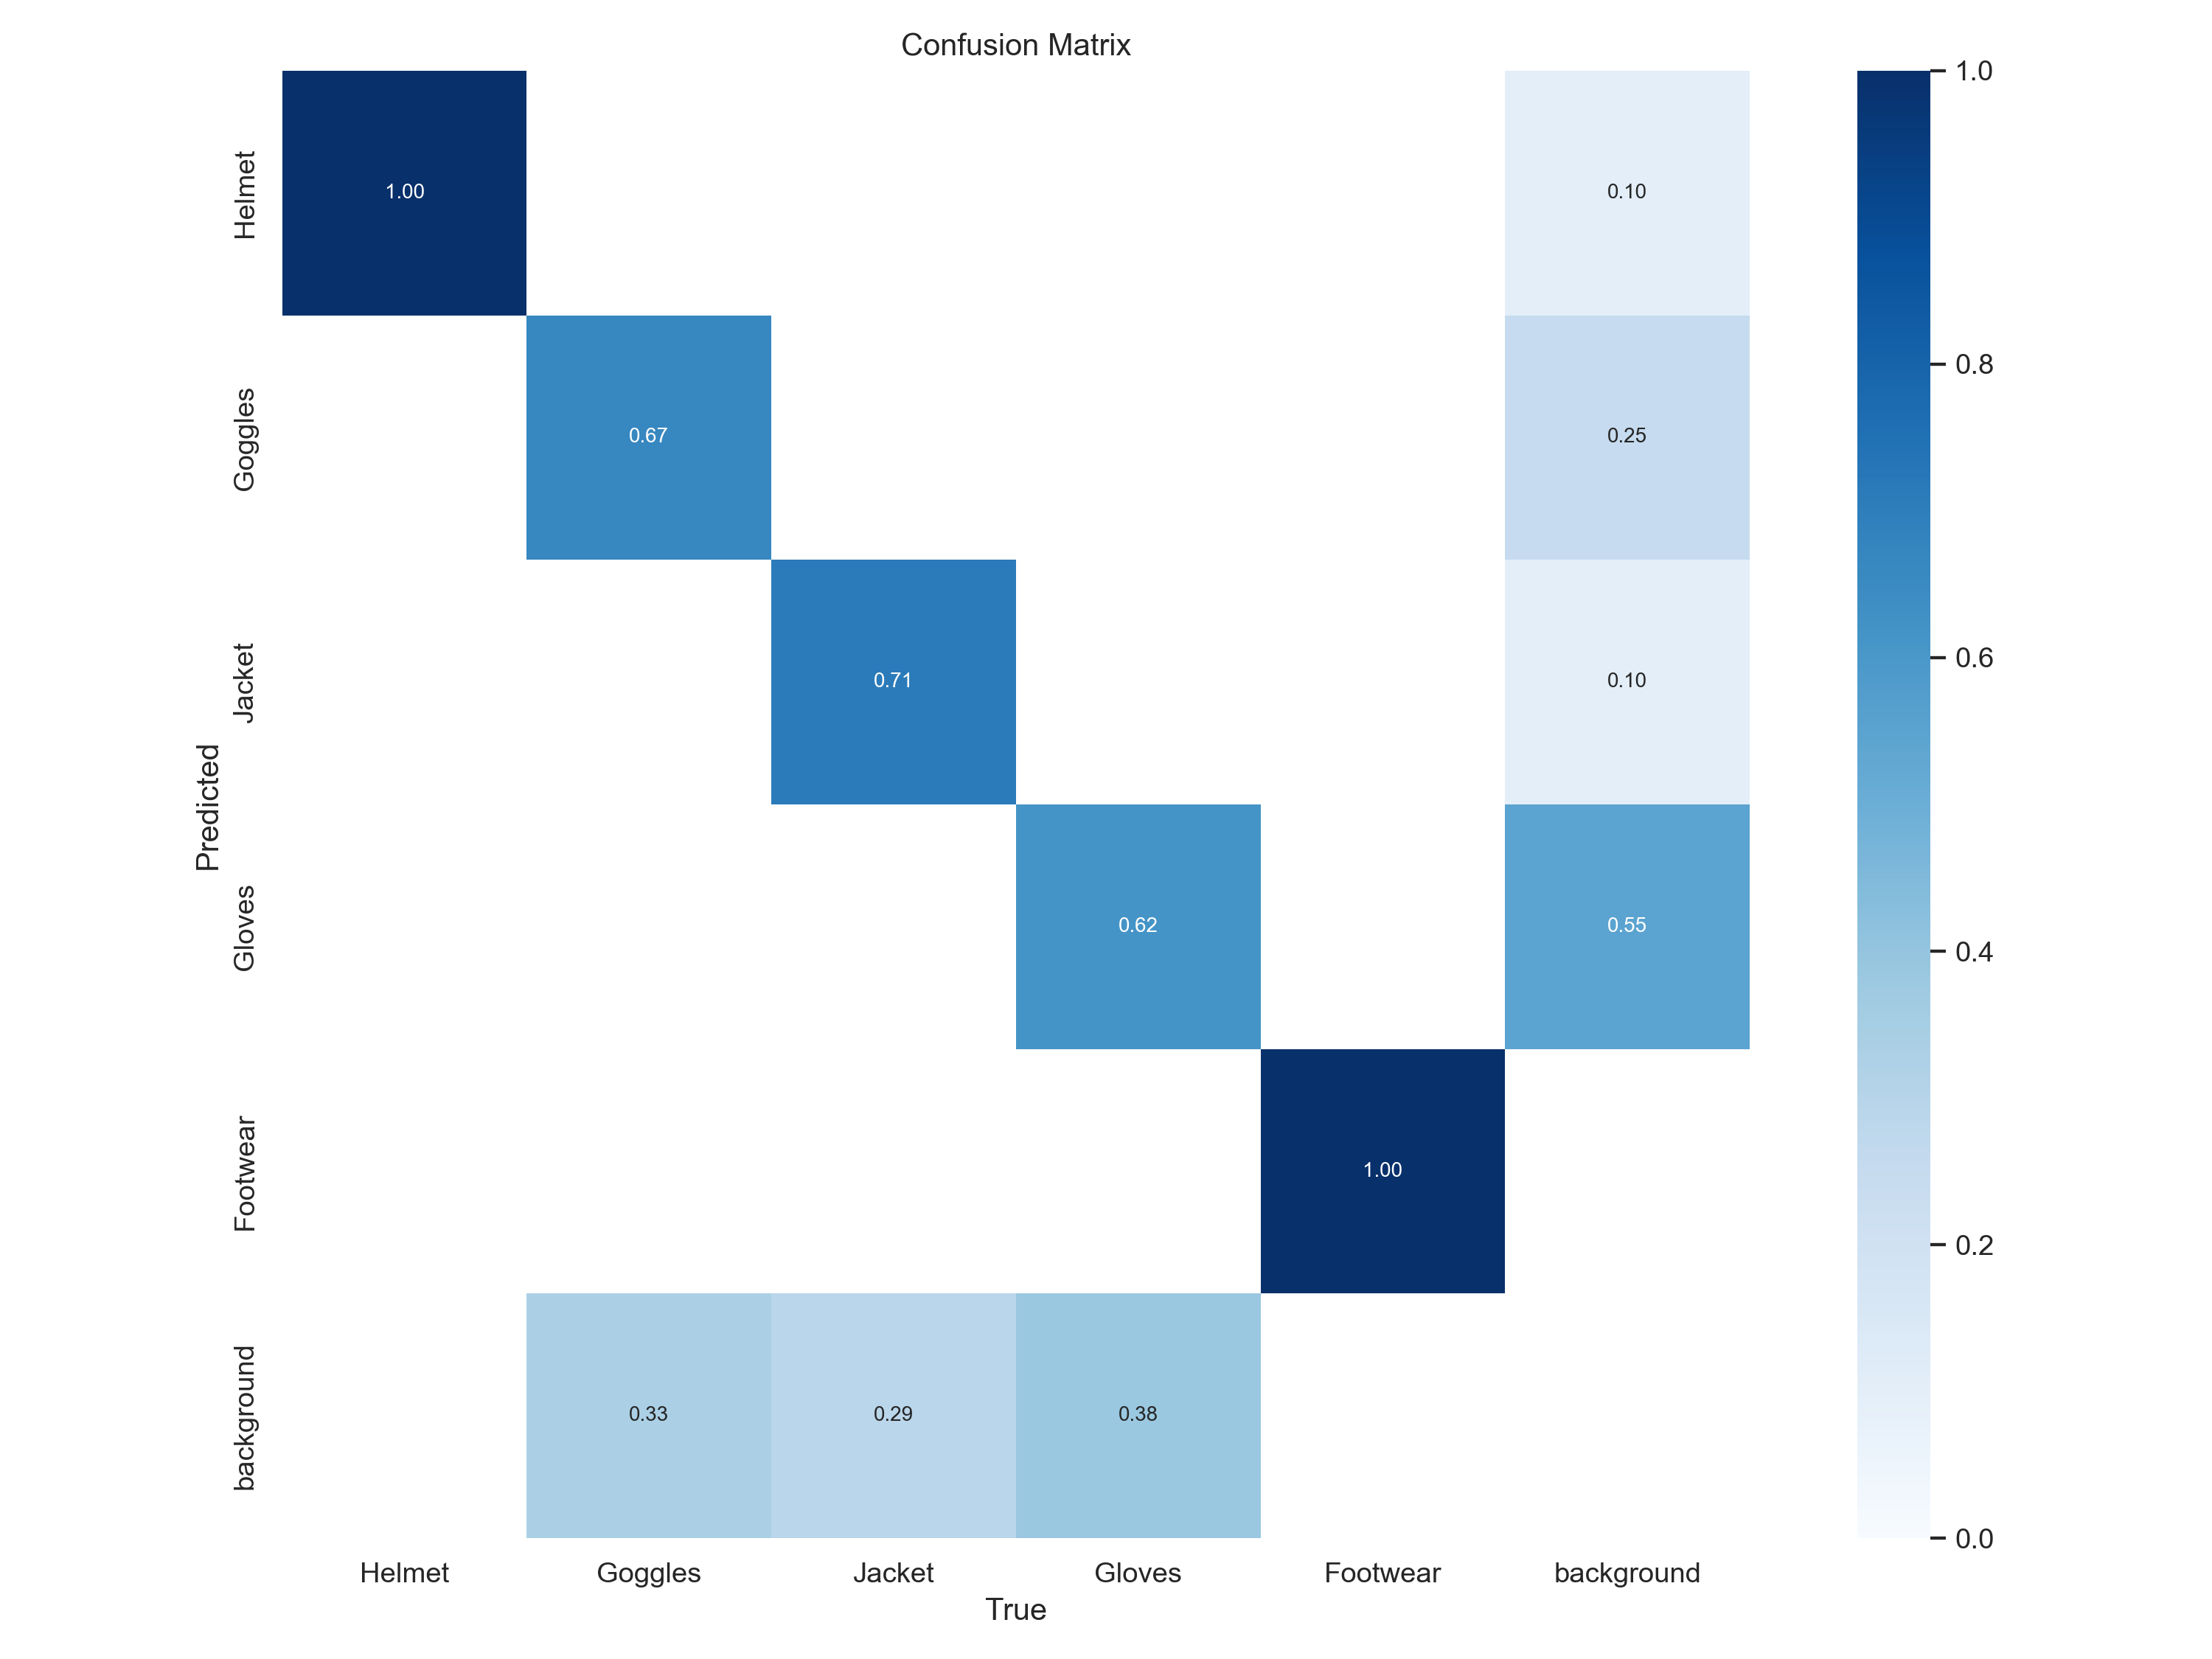 Confusion Matrix
Helmet
1.00
0.10
Goggles
0.67
0.25
Jacket
0.71
0.10
Gloves
0.62
0.55
Footwear
1.00
background
0.33
0.29
0.38
Predicted
Helmet
Goggles
Jacket
Gloves
Footwear
background
True
1.0
0.8
0.6
0.4
0.2
0.0